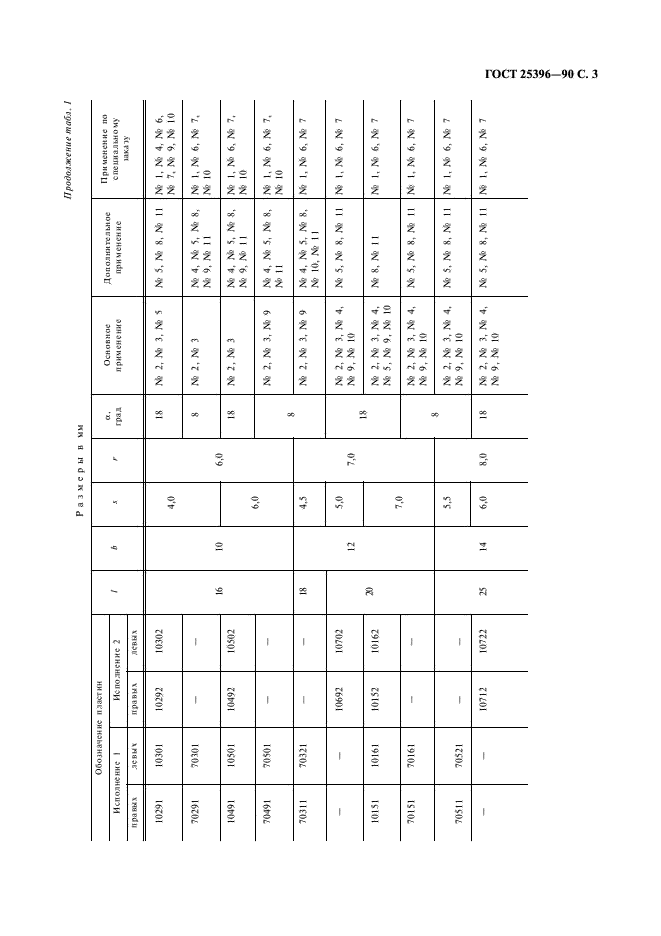 ГОСТ 25396—90 С. 3
Продолжение табл. 1
Размеры в мм
Обозначение пластин | l | b | s | r | α, град | Основное применение | Дополнительное применение | Применение по специальному заказу
Исполнение 1 | Исполнение 2
правых | левых | правых | левых
10291 | 10301 | 10292 | 10302 | 16 | 10 | 4,0 | 6,0 | 18 | № 2, № 3, № 5 | № 5, № 8, № 11 | № 1, № 4, № 6, № 7, № 9, № 10
70291 | 70301 | — | — | 8 | № 2, № 3 | № 4, № 5, № 8, № 9, № 11 | № 1, № 6, № 7, № 10
10491 | 10501 | 10492 | 10502 | 6,0 | 18 | № 2, № 3 | № 4, № 5, № 8, № 9, № 11 | № 1, № 6, № 7, № 10
70491 | 70501 | — | — | 8 | № 2, № 3, № 9 | № 4, № 5, № 8, № 11 | № 1, № 6, № 7, № 10
70311 | 70321 | — | — | 18 | 12 | 4,5 | 7,0 | № 2, № 3, № 9 | № 4, № 5, № 8, № 10, № 11 | № 1, № 6, № 7
— | — | 10692 | 10702 | 20 | 5,0 | 18 | № 2, № 3, № 4, № 9, № 10 | № 5, № 8, № 11 | № 1, № 6, № 7
10151 | 10161 | 10152 | 10162 | 7,0 | № 2, № 3, № 4, № 5, № 9, № 10 | № 8, № 11 | № 1, № 6, № 7
70151 | 70161 | — | — | 8 | № 2, № 3, № 4, № 9, № 10 | № 5, № 8, № 11 | № 1, № 6, № 7
70511 | 70521 | — | — | 25 | 14 | 5,5 | 8,0 | № 2, № 3, № 4, № 9, № 10 | № 5, № 8, № 11 | № 1, № 6, № 7
— | — | 10712 | 10722 | 6,0 | 18 | № 2, № 3, № 4, № 9, № 10 | № 5, № 8, № 11 | № 1, № 6, № 7